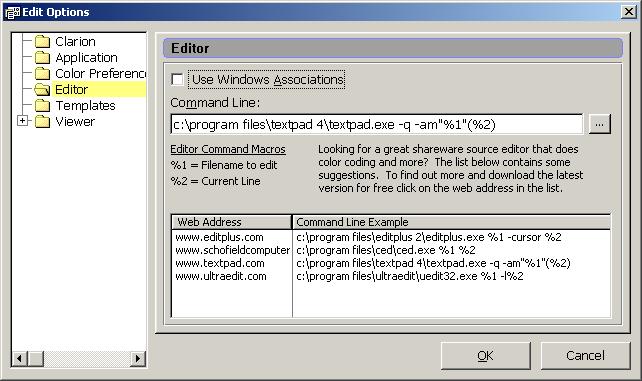 Edit Options
Clarion
Application
Color Preferenc
Editor
Templates
Viewer
Editor
Use Windows Associations
Command Line:
c:\program files\textpad 4\textpad.exe -q -am"%1"(%2)
...
Editor Command Macros
%1 = Filename to edit
%2 = Current Line
Looking for a great shareware source editor that does
color coding and more? The list below contains some
suggestions. To find out more and download the latest
version for free click on the web address in the list.
Web Address Command Line Example
www.editplus.com c:\program files\editplus 2\editplus.exe %1 -cursor %2
www.schofieldcomputer c:\program files\ced\ced.exe %1 %2
www.textpad.com c:\program files\textpad 4\textpad.exe -q -am"%1"(%2)
www.ultraedit.com c:\program files\ultraedit\uedit32.exe %1 -l%2
OK Cancel